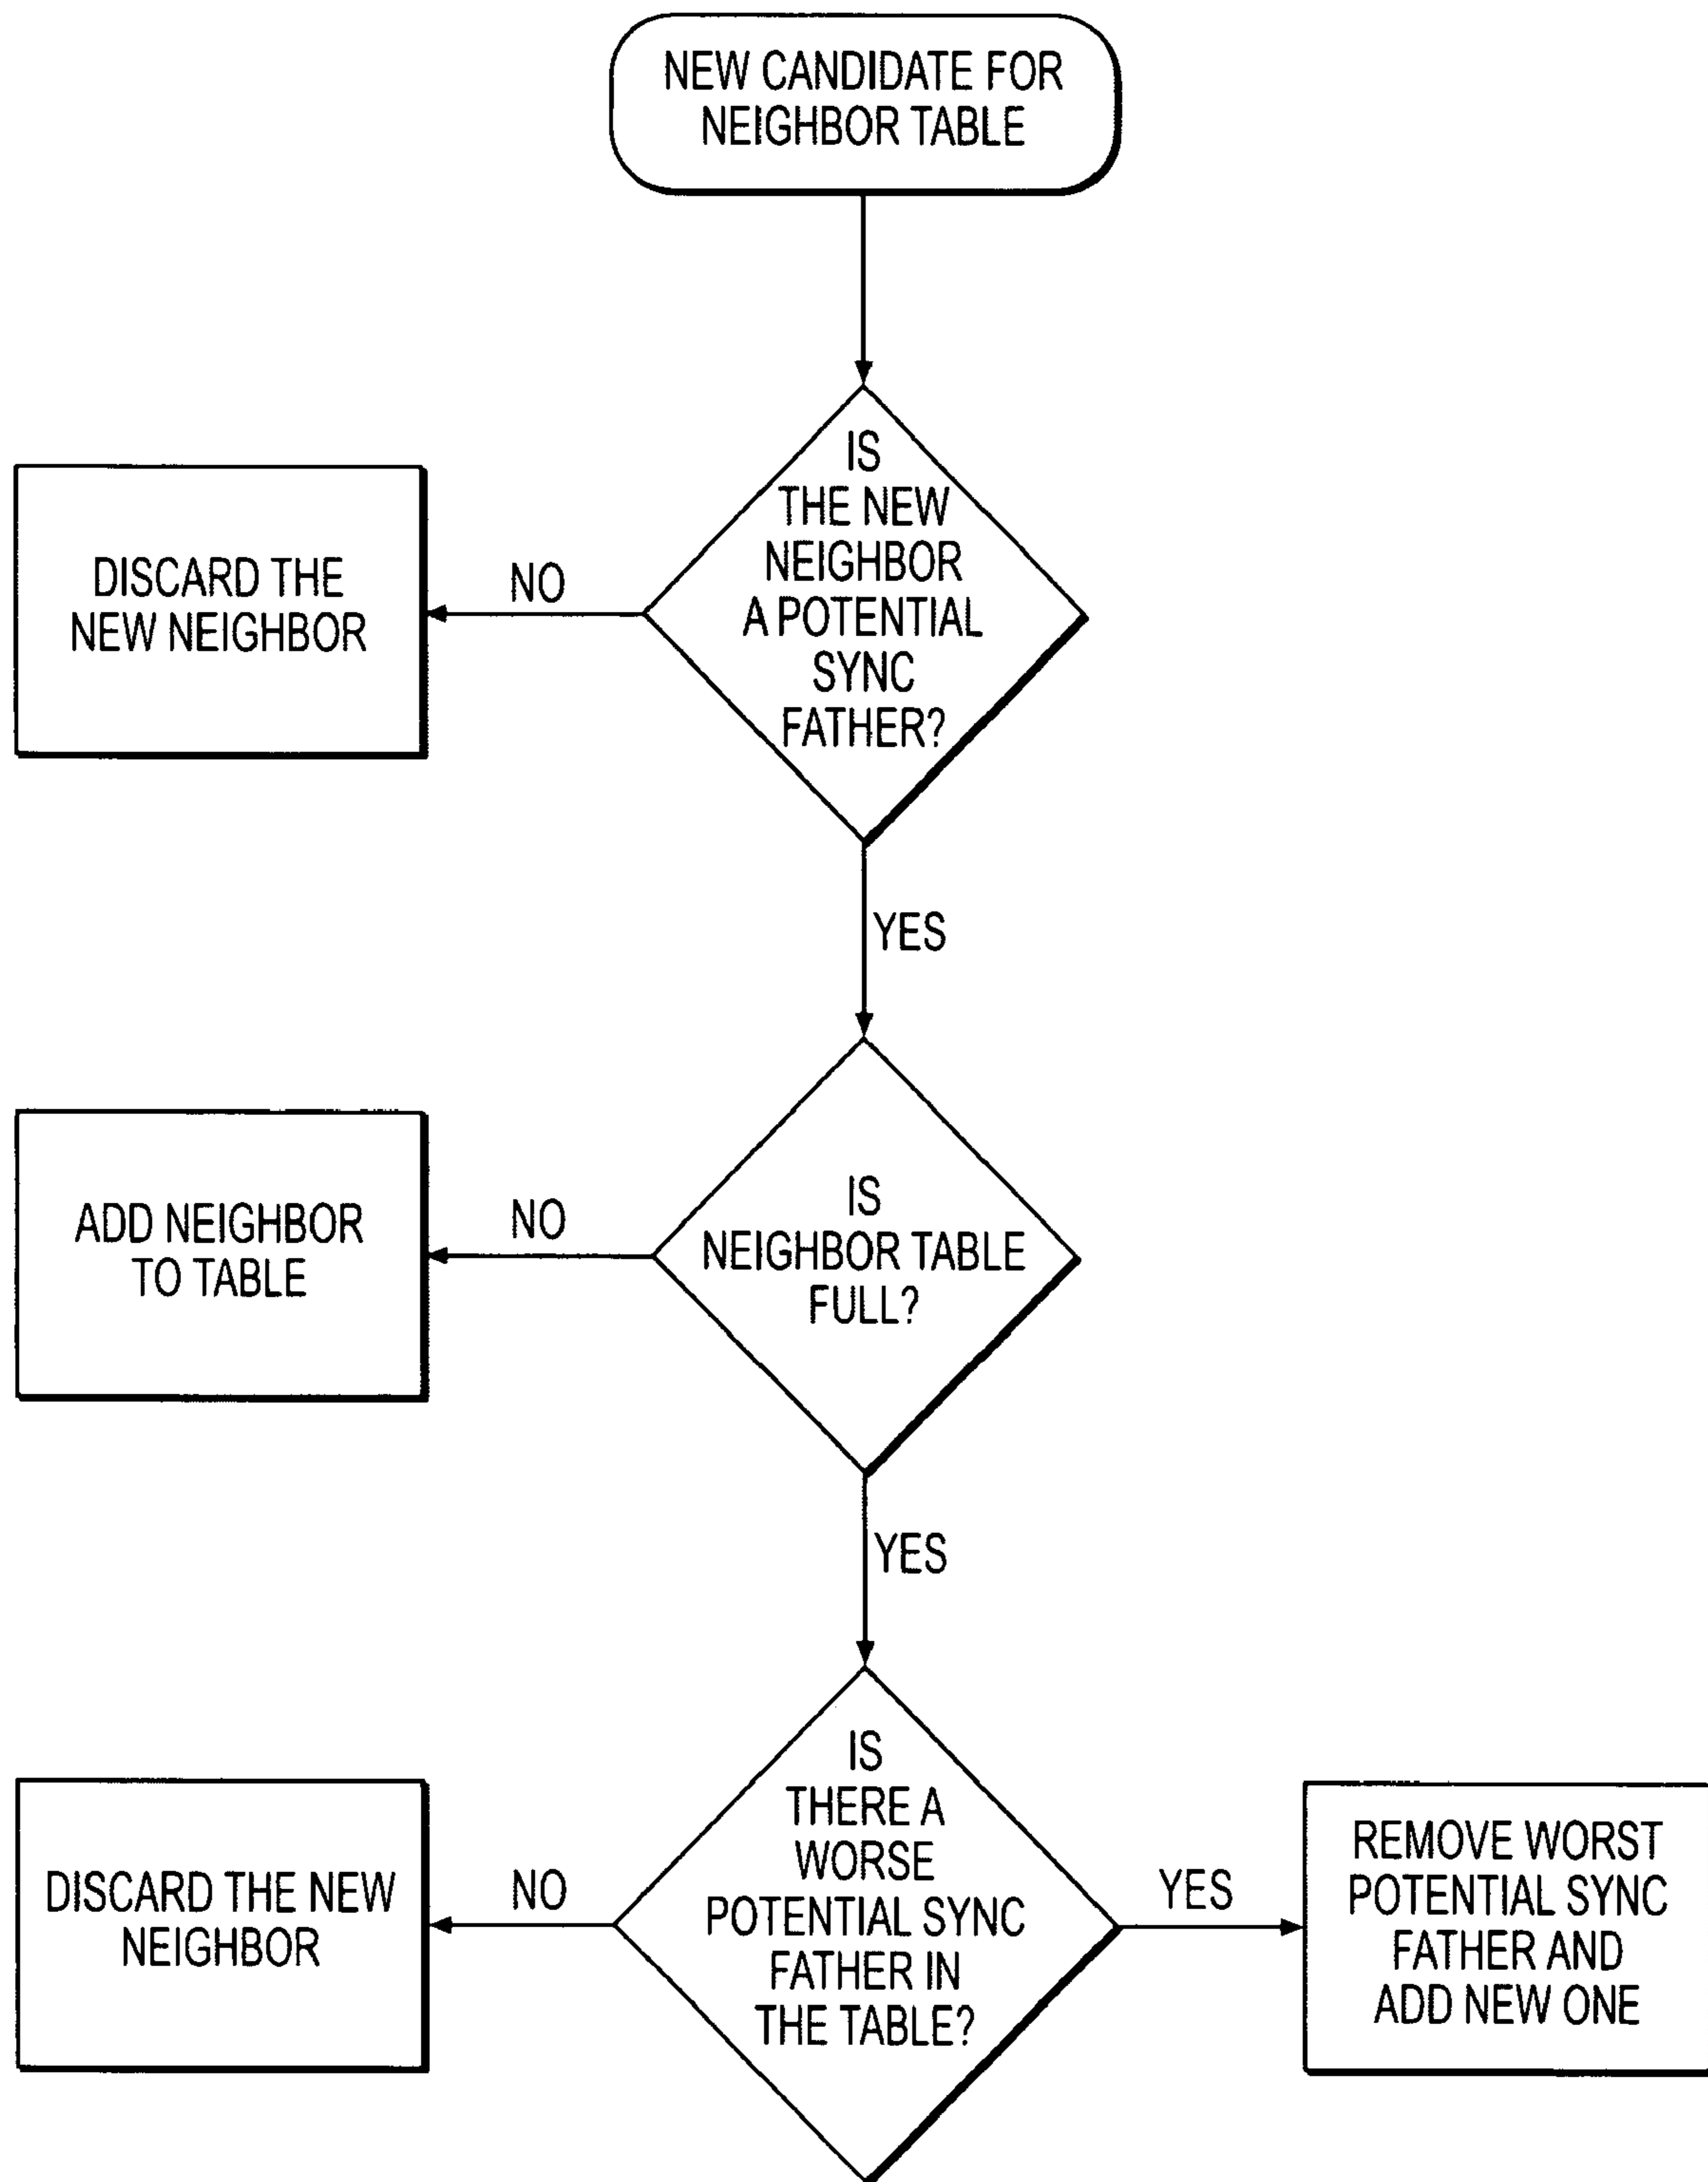 NEW CANDIDATE FOR
NEIGHBOR TABLE
IS
THE NEW
NEIGHBOR
A POTENTIAL
SYNC
FATHER?
NO
DISCARD THE
NEW NEIGHBOR
YES
IS
NEIGHBOR TABLE
FULL?
NO
ADD NEIGHBOR
TO TABLE
YES
IS
THERE A
WORSE
POTENTIAL SYNC
FATHER IN
THE TABLE?
NO
DISCARD THE NEW
NEIGHBOR
YES
REMOVE WORST
POTENTIAL SYNC
FATHER AND
ADD NEW ONE